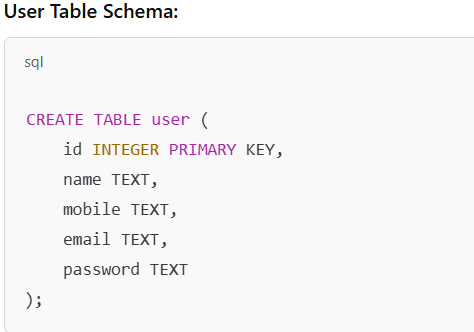 User Table Schema:
sql
CREATE TABLE user (
    id INTEGER PRIMARY KEY,
    name TEXT,
    mobile TEXT,
    email TEXT,
    password TEXT
);